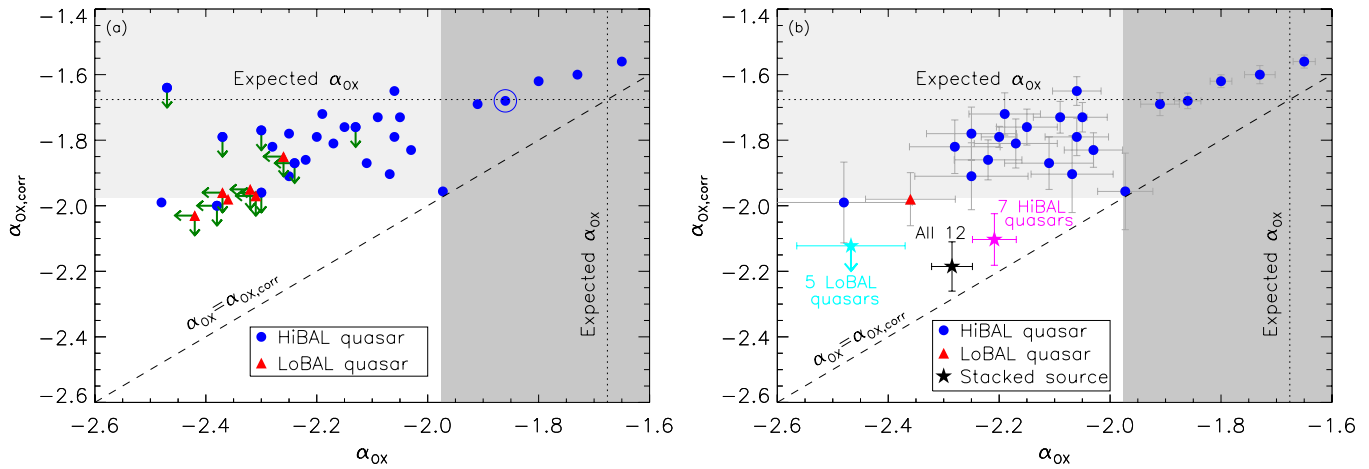 (a)
Expected α_OX
Expected α_OX
α_OX=α_OX,corr
HiBAL quasar
LoBAL quasar
−1.4
−1.6
−1.8
−2.0
−2.2
−2.4
−2.6
α_OX,corr
−2.6
−2.4
−2.2
−2.0
−1.8
−1.6
α_OX
(b)
Expected α_OX
Expected α_OX
7 HiBAL
quasars
All 12
5 LoBAL
quasars
α_OX=α_OX,corr
HiBAL quasar
LoBAL quasar
Stacked source
−1.4
−1.6
−1.8
−2.0
−2.2
−2.4
−2.6
α_OX,corr
−2.6
−2.4
−2.2
−2.0
−1.8
−1.6
α_OX